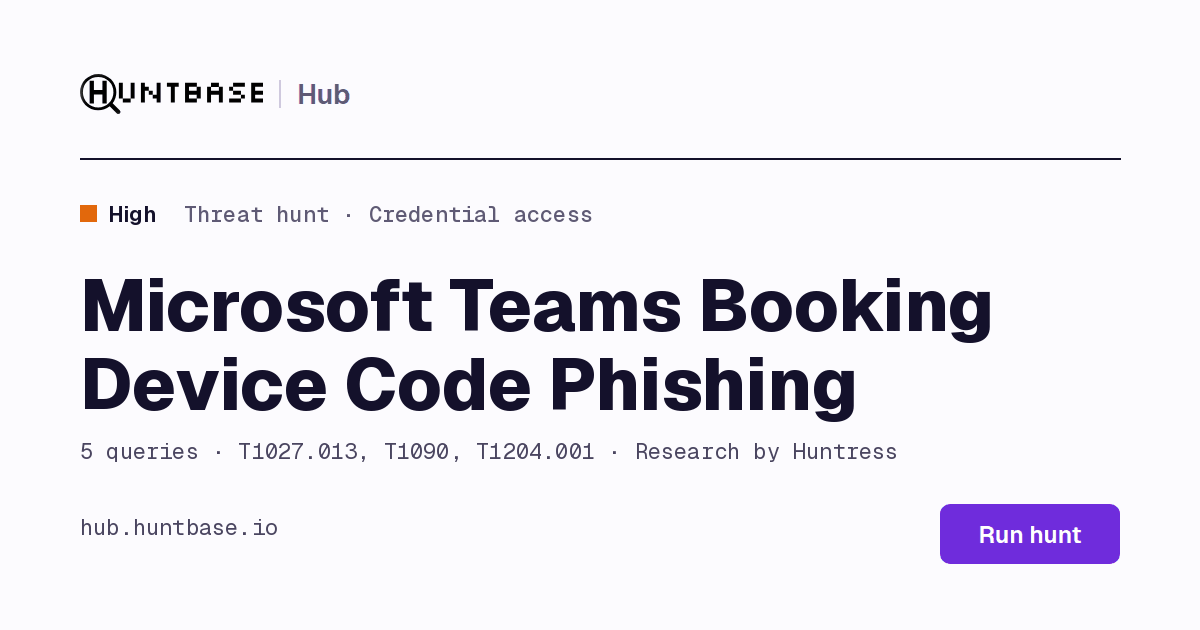 HUNTBASE | Hub
High Threat hunt · Credential access
Microsoft Teams Booking
Device Code Phishing
5 queries · T1027.013, T1090, T1204.001 · Research by Huntress
hub.huntbase.io
Run hunt